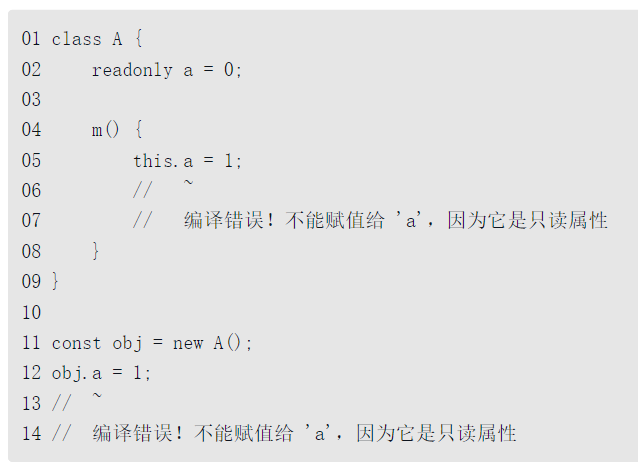 01 class A {
02     readonly a = 0;
03
04     m() {
05         this.a = 1;
06         //   ~
07         //   编译错误！不能赋值给 'a'，因为它是只读属性
08     }
09 }
10
11 const obj = new A();
12 obj.a = 1;
13 //  ~
14 //  编译错误！不能赋值给 'a'，因为它是只读属性